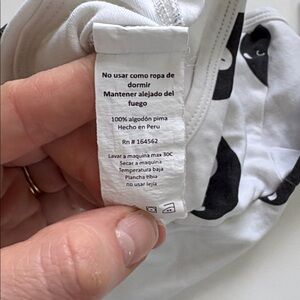 No usar como ropa de
dormir
Mantener alejado del
fuego
100% algodón pima
Hecho en Peru
Rn # 164562
Lavar a maquina max 30C
Secar a maquina
Temperatura baja
Plancha tibia
no usar lejía